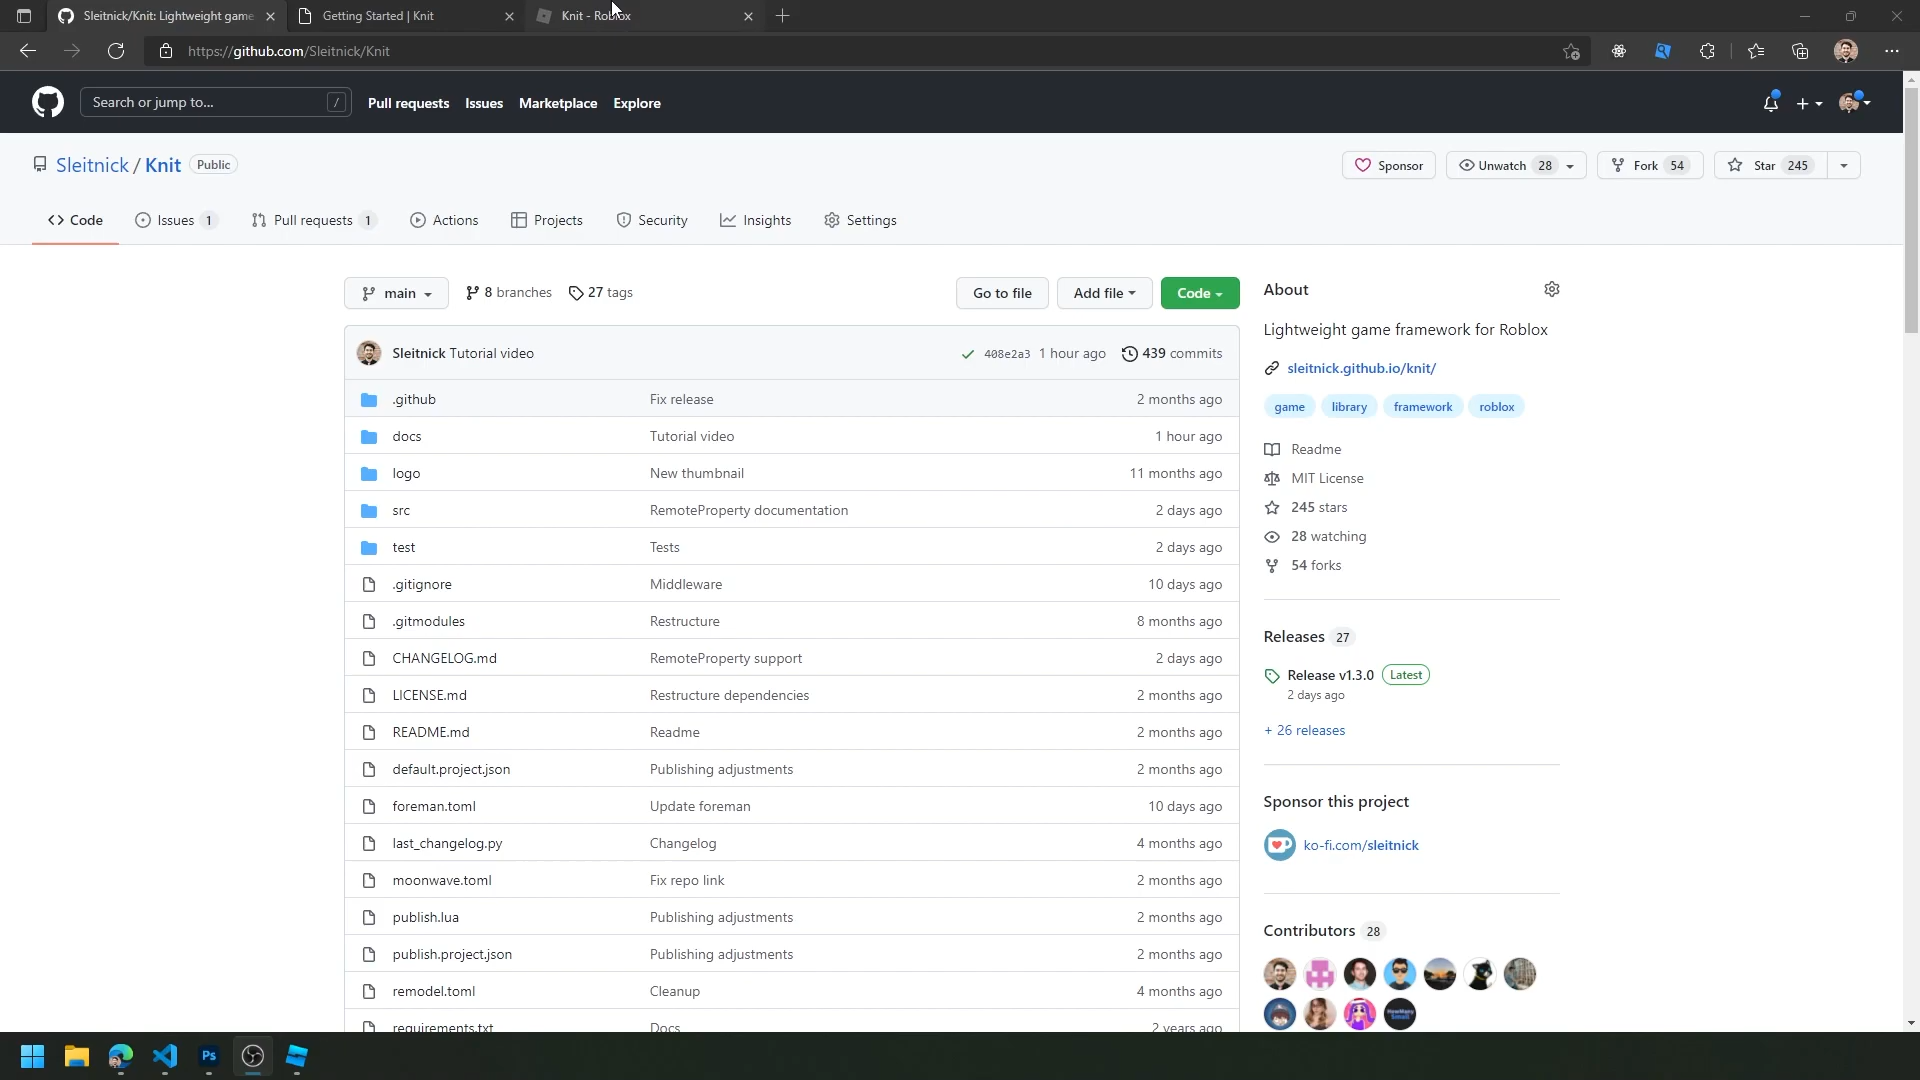 Sleitnick/Knit: Lightweight game
Getting Started | Knit
Knit - Roblox
https://github.com/Sleitnick/Knit
Search or jump to...
/
Pull requests
Issues
Marketplace
Explore
Sleitnick / Knit
Public
Sponsor
Unwatch 28
Fork 54
Star 245
Code
Issues 1
Pull requests 1
Actions
Projects
Security
Insights
Settings
main
8 branches
27 tags
Go to file
Add file
Code
Sleitnick Tutorial video
408e2a3 1 hour ago
439 commits
.github Fix release 2 months ago
docs Tutorial video 1 hour ago
logo New thumbnail 11 months ago
src RemoteProperty documentation 2 days ago
test Tests 2 days ago
.gitignore Middleware 10 days ago
.gitmodules Restructure 8 months ago
CHANGELOG.md RemoteProperty support 2 days ago
LICENSE.md Restructure dependencies 2 months ago
README.md Readme 2 months ago
default.project.json Publishing adjustments 2 months ago
foreman.toml Update foreman 10 days ago
last_changelog.py Changelog 4 months ago
moonwave.toml Fix repo link 2 months ago
publish.lua Publishing adjustments 2 months ago
publish.project.json Publishing adjustments 2 months ago
remodel.toml Cleanup 4 months ago
requirements.txt Docs 2 years ago
About
Lightweight game framework for Roblox
sleitnick.github.io/knit/
game library framework roblox
Readme
MIT License
245 stars
28 watching
54 forks
Releases 27
Release v1.3.0 Latest
2 days ago
+ 26 releases
Sponsor this project
ko-fi.com/sleitnick
Contributors 28
Ps